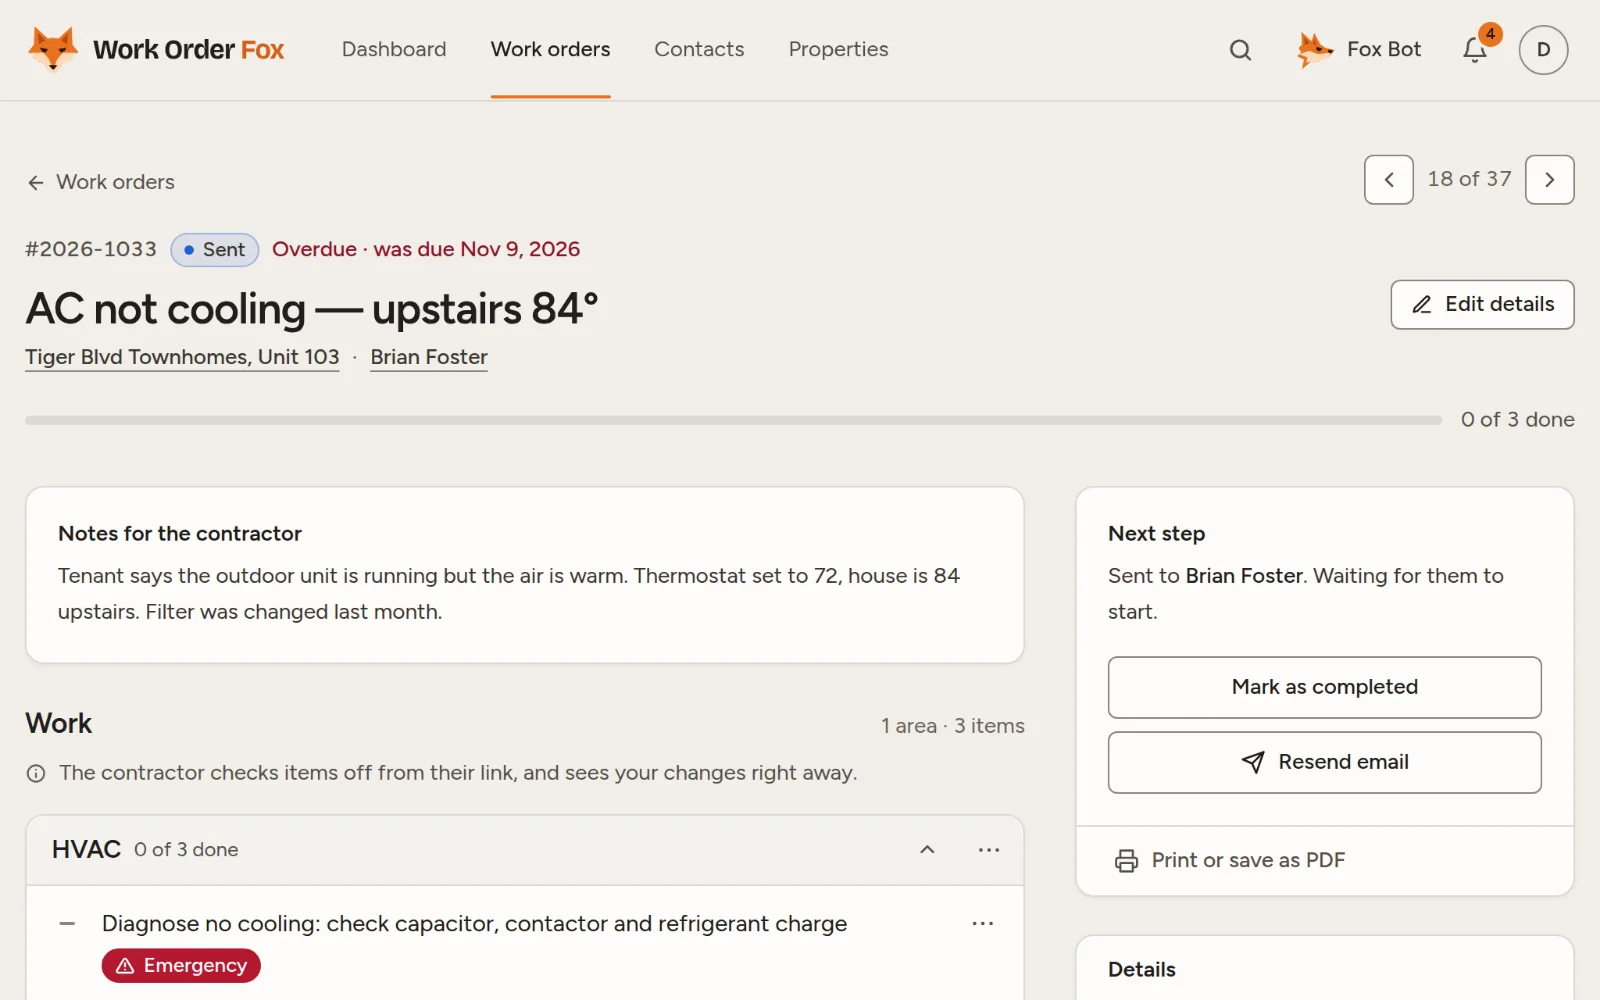 Work Order Fox
Dashboard
Work orders
Contacts
Properties
Fox Bot
4
D
Work orders
18 of 37
#2026-1033
Sent
Overdue · was due Nov 9, 2026
AC not cooling — upstairs 84°
Edit details
Tiger Blvd Townhomes, Unit 103 · Brian Foster
0 of 3 done
Notes for the contractor
Tenant says the outdoor unit is running but the air is warm. Thermostat set to 72, house is 84
upstairs. Filter was changed last month.
Work
1 area · 3 items
The contractor checks items off from their link, and sees your changes right away.
HVAC 0 of 3 done
Diagnose no cooling: check capacitor, contactor and refrigerant charge
Emergency
Next step
Sent to Brian Foster. Waiting for them to
start.
Mark as completed
Resend email
Print or save as PDF
Details